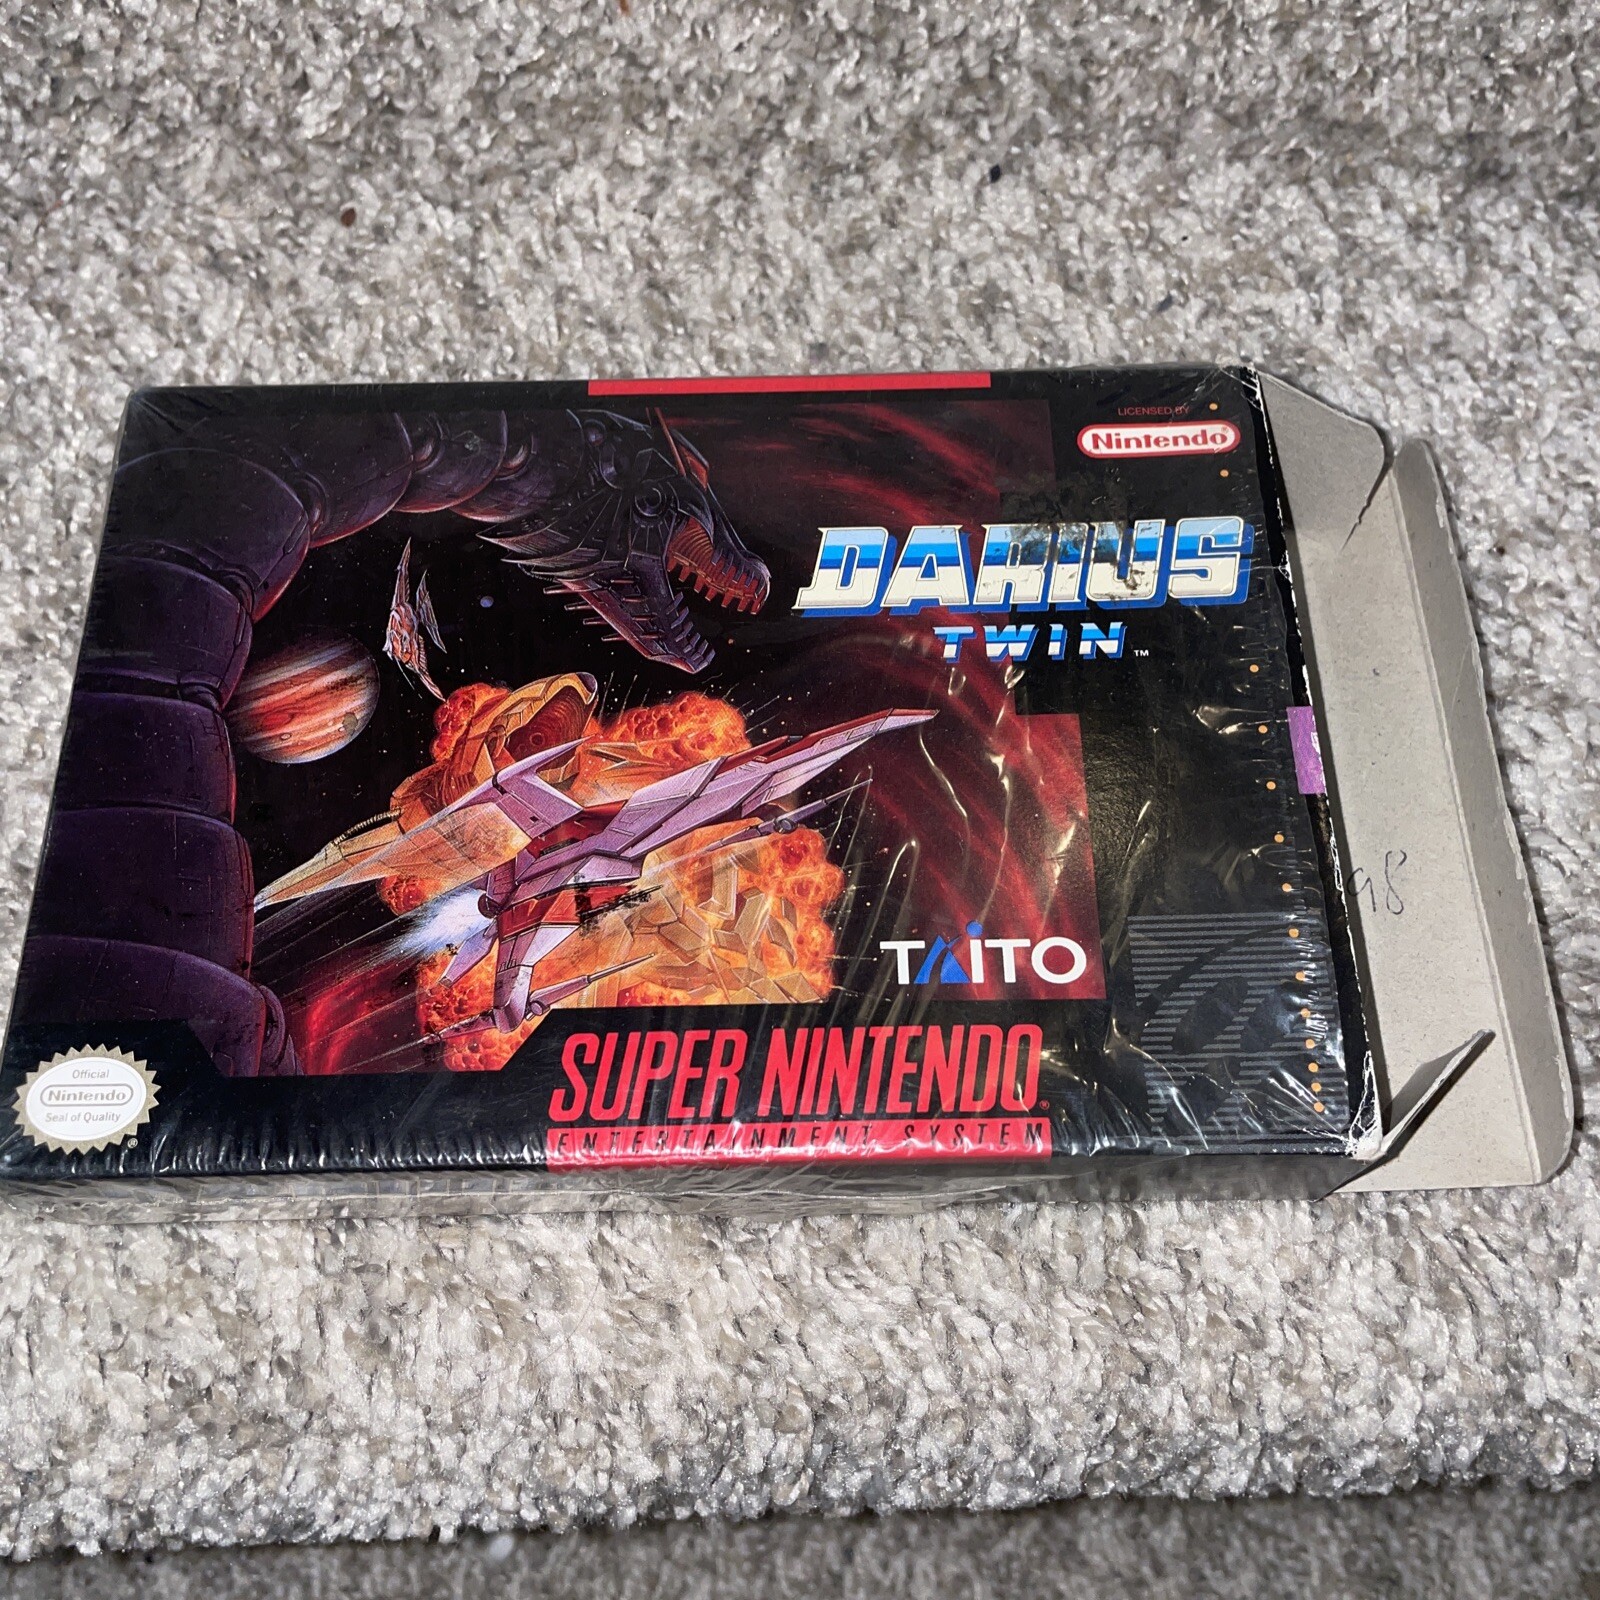 LICENSED BY
Nintendo®
DARIUS
TWIN™
98
TAITO
SUPER NINTENDO®
ENTERTAINMENT SYSTEM
Official
Nintendo
Seal of Quality
®